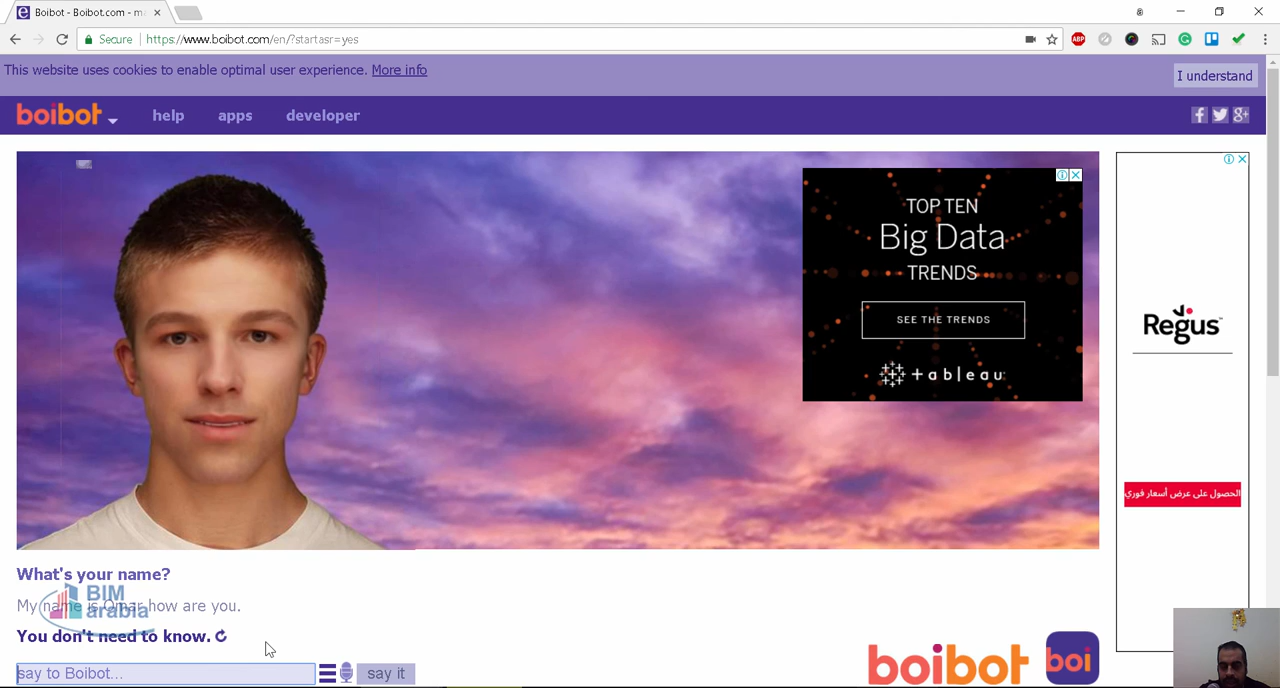 Boibot - Boibot.com - m
Secure
https://www.boibot.com/en/?startasr=yes
ABP
This website uses cookies to enable optimal user experience. More info
I understand
boibot
help
apps
developer
TOP TEN
Big Data
TRENDS
SEE THE TRENDS
+ a b l e a u
Regus
الحصول على عرض أسعار فوري
What's your name?
My name is Omar how are you.
BIM
arabia
You don't need to know.
say to Boibot...
say it
boibot
boi